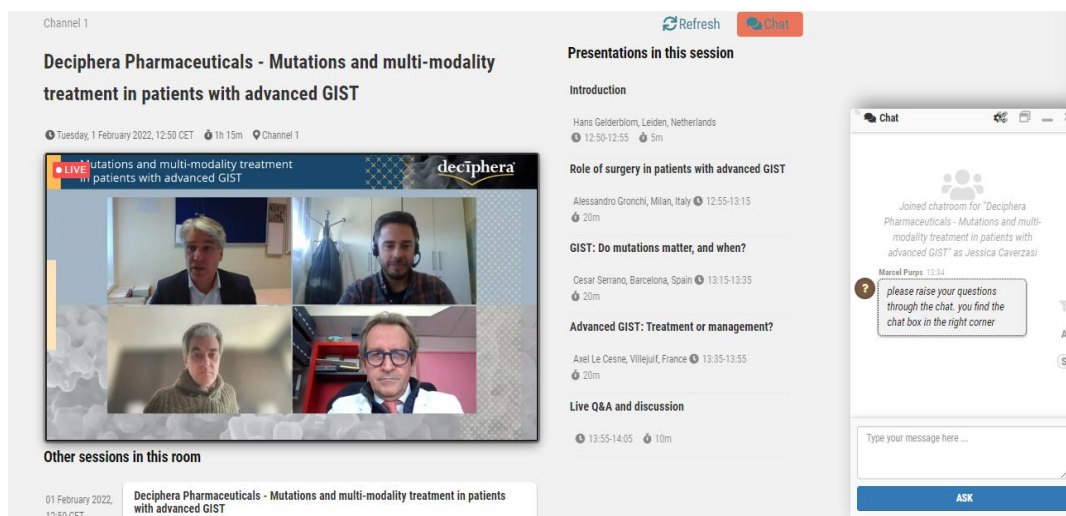 Channel 1
Refresh
Chat
Deciphera Pharmaceuticals - Mutations and multi-modality
treatment in patients with advanced GIST
Tuesday, 1 February 2022, 12:50 CET 1h 15m Channel 1
LIVE
Mutations and multi-modality treatment
in patients with advanced GIST
decīphera
Other sessions in this room
01 February 2022,
12:50 CET
Deciphera Pharmaceuticals - Mutations and multi-modality treatment in patients
with advanced GIST
Presentations in this session
Introduction
Hans Gelderblom, Leiden, Netherlands
12:50-12:55 5m
Role of surgery in patients with advanced GIST
Alessandro Gronchi, Milan, Italy 12:55-13:15
20m
GIST: Do mutations matter, and when?
Cesar Serrano, Barcelona, Spain 13:15-13:35
20m
Advanced GIST: Treatment or management?
Axel Le Cesne, Villejuif, France 13:35-13:55
20m
Live Q&A and discussion
13:55-14:05 10m
Chat
Joined chatroom for "Deciphera
Pharmaceuticals - Mutations and multi-
modality treatment in patients with
advanced GIST" as Jessica Caverzasi
Marcel Purps 13:34
please raise your questions
through the chat. you find the
chat box in the right corner
Type your message here ...
ASK